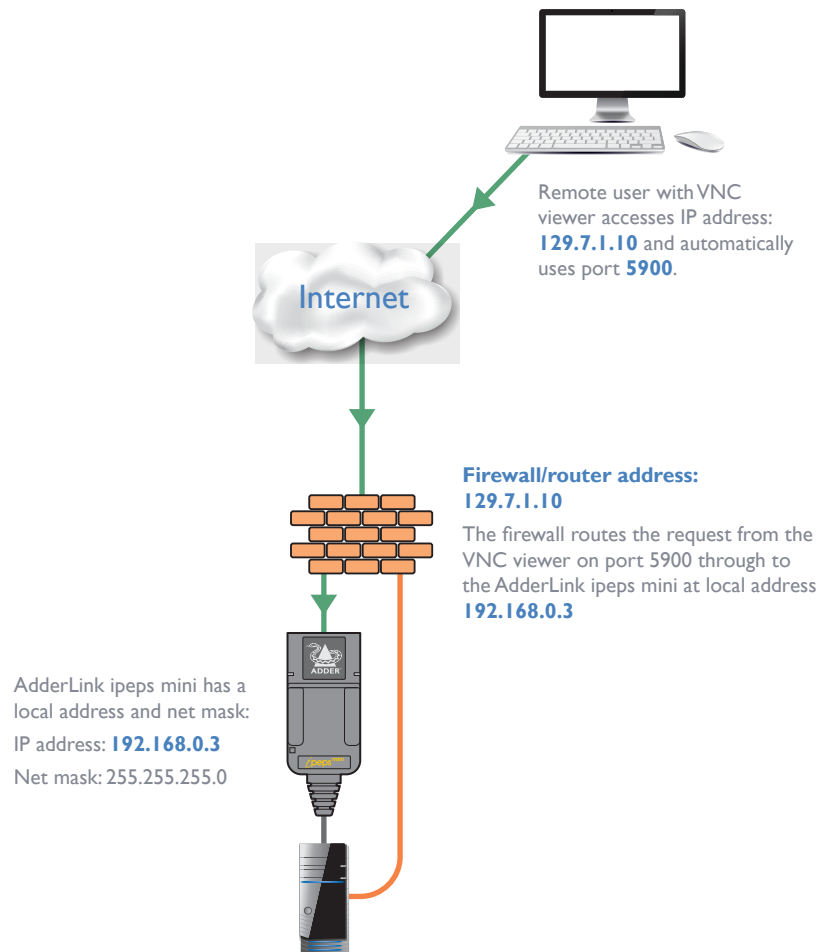 Remote user with VNC
viewer accesses IP address:
129.7.1.10 and automatically
uses port 5900.
Internet
Firewall/router address:
129.7.1.10
The firewall routes the request from the
VNC viewer on port 5900 through to
the AdderLink ipeps mini at local address
192.168.0.3
ADDER
AdderLink ipeps mini has a
local address and net mask:
IP address: 192.168.0.3
Net mask: 255.255.255.0
ipeps mini